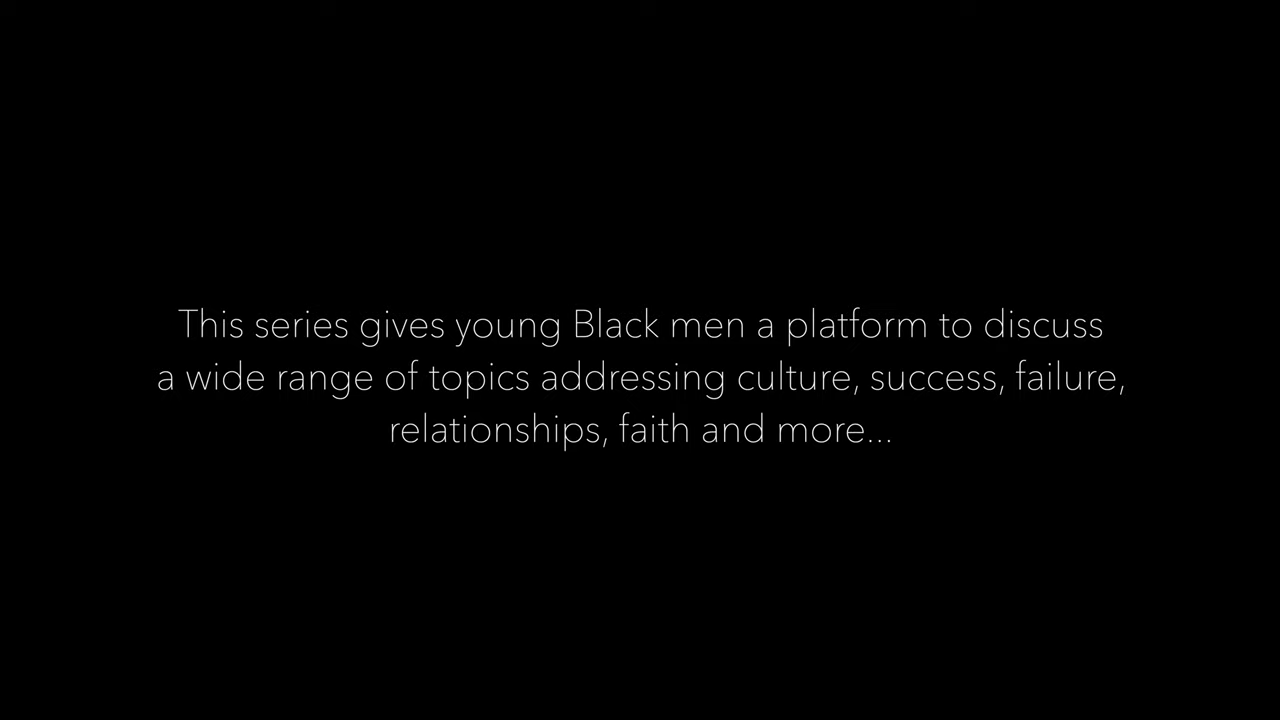 This series gives young Black men a platform to discuss
a wide range of topics addressing culture, success, failure,
relationships, faith and more...